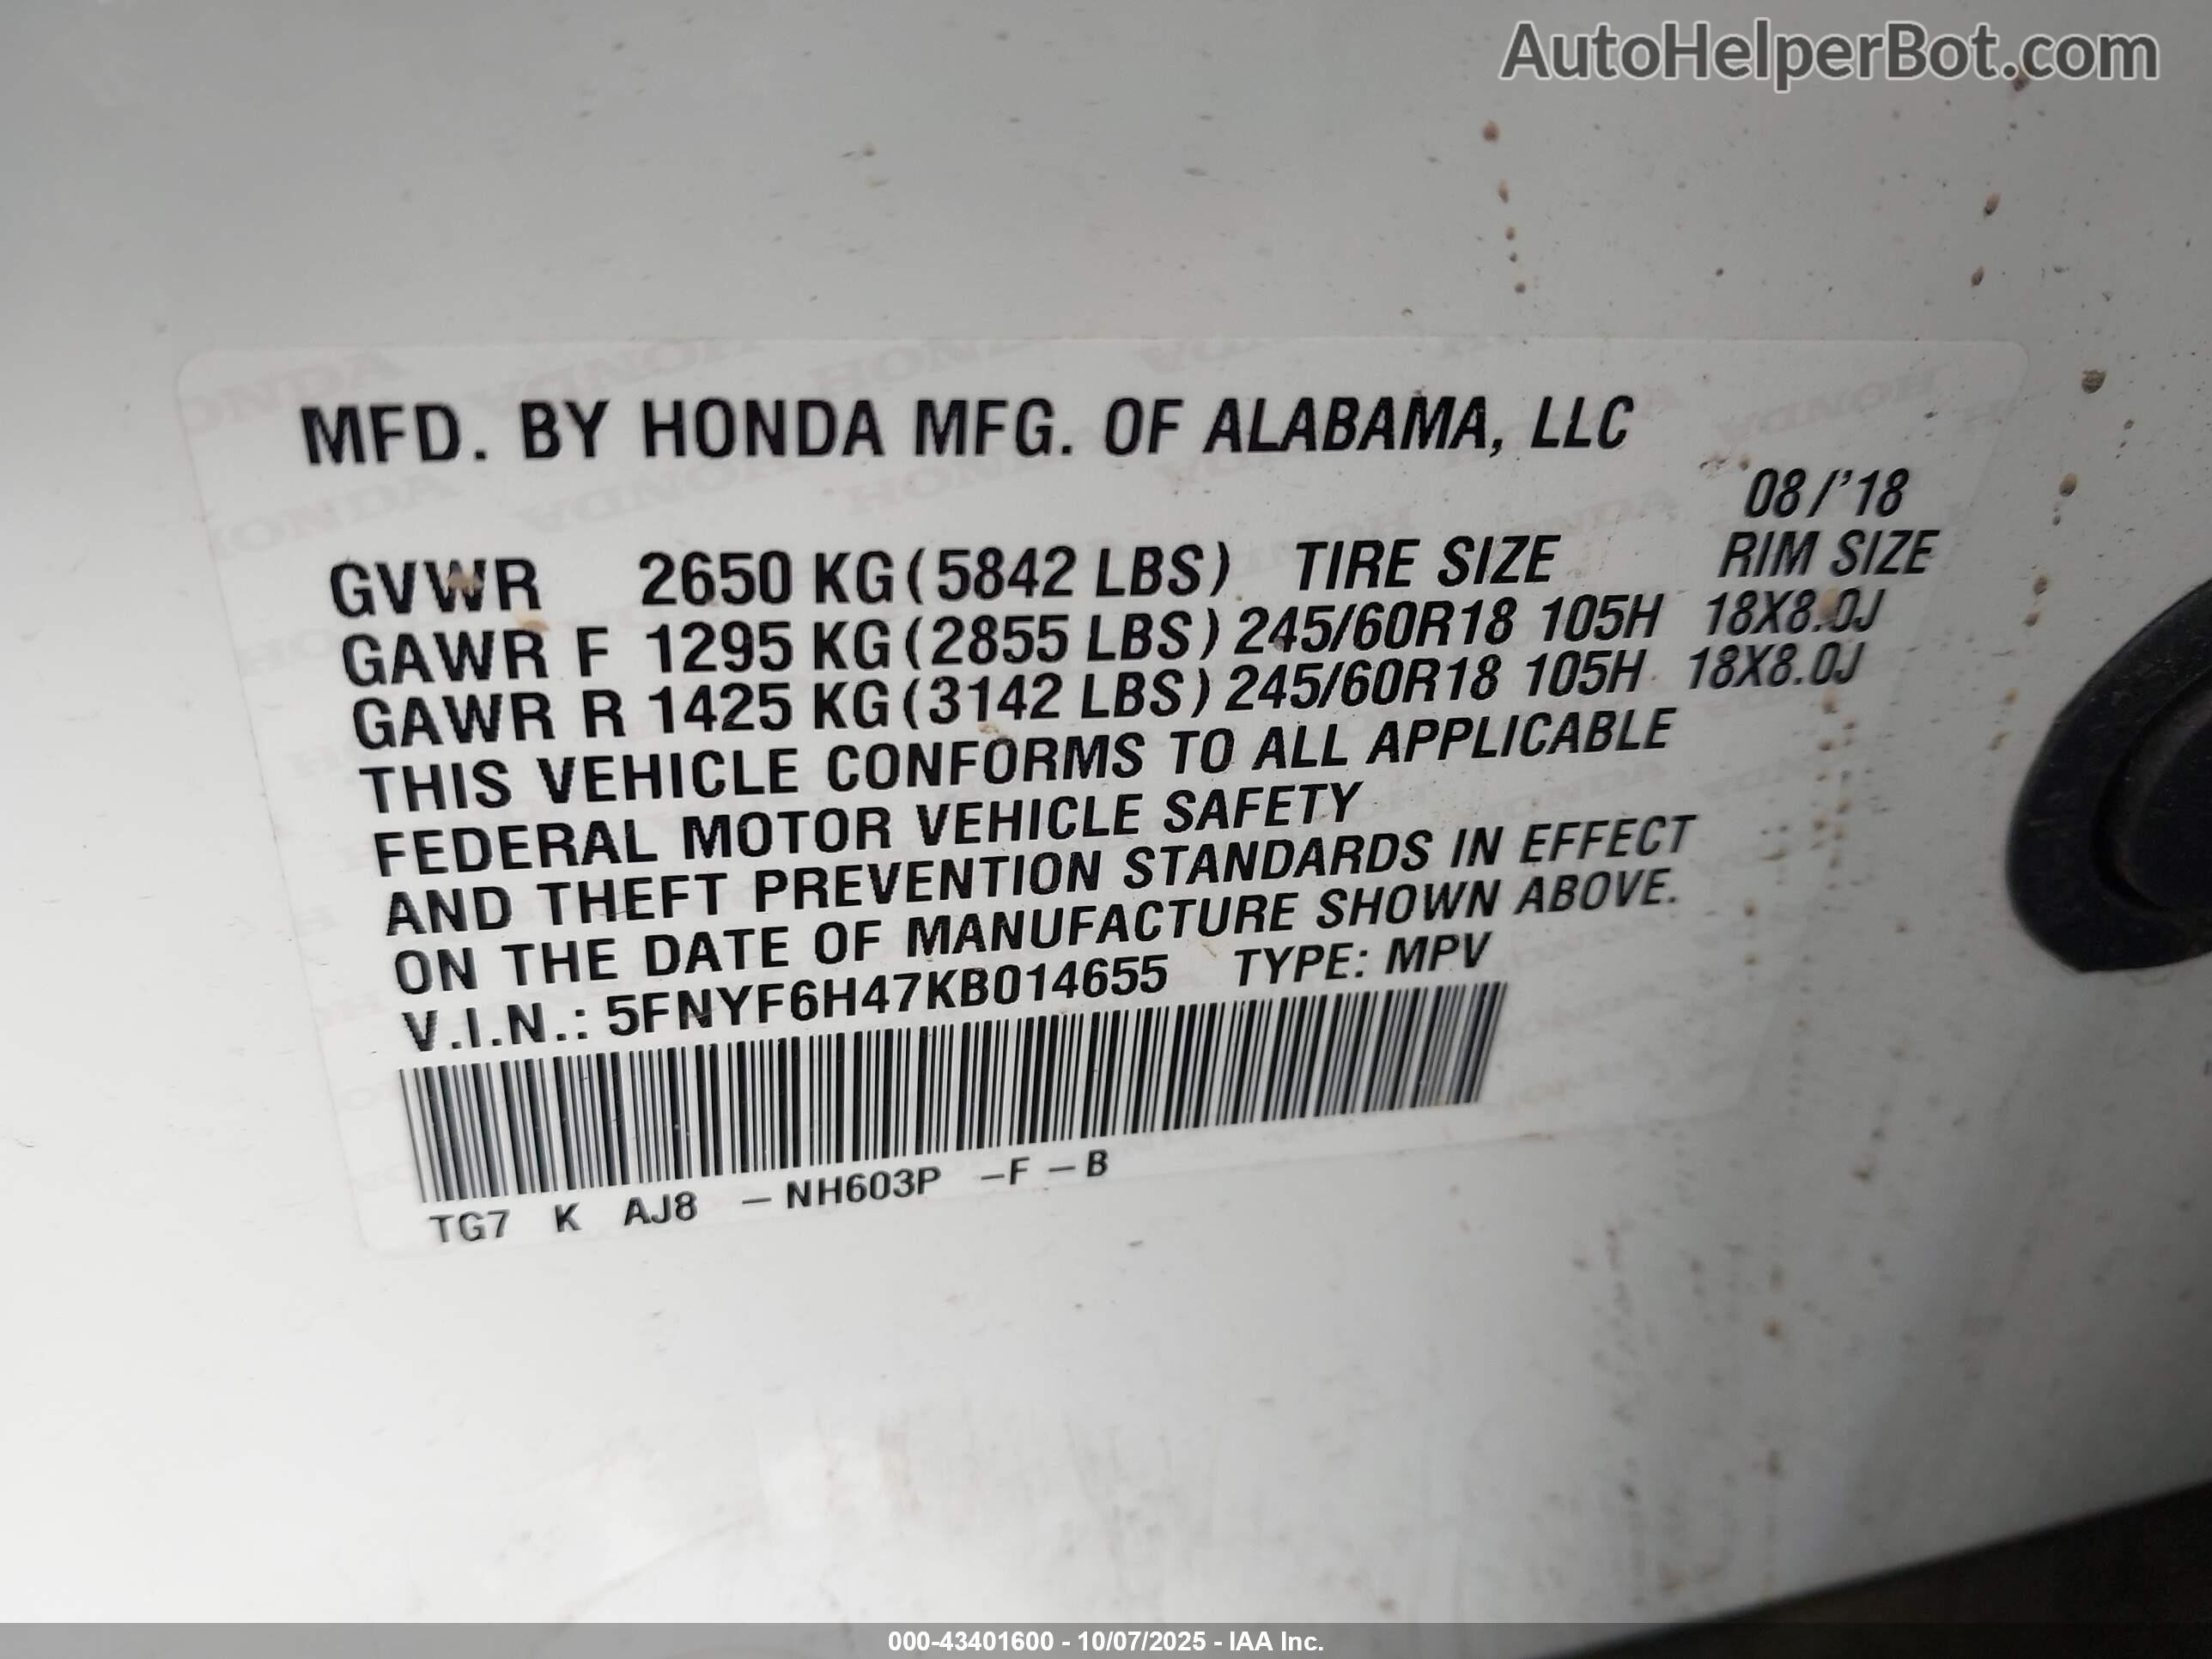 AutoHelperBot.com
MFD. BY HONDA MFG. OF ALABAMA, LLC
08/'18
GVWR 2650 KG (5842 LBS) TIRE SIZE RIM SIZE
GAWR F 1295 KG (2855 LBS) 245/60R18 105H 18X8.0J
GAWR R 1425 KG (3142 LBS) 245/60R18 105H 18X8.0J
THIS VEHICLE CONFORMS TO ALL APPLICABLE
FEDERAL MOTOR VEHICLE SAFETY
AND THEFT PREVENTION STANDARDS IN EFFECT
ON THE DATE OF MANUFACTURE SHOWN ABOVE.
V.I.N.: 5FNYF6H47KB014655 TYPE: MPV
TG7 K AJ8 – NH603P –F – B
000-43401600 - 10/07/2025 - IAA Inc.